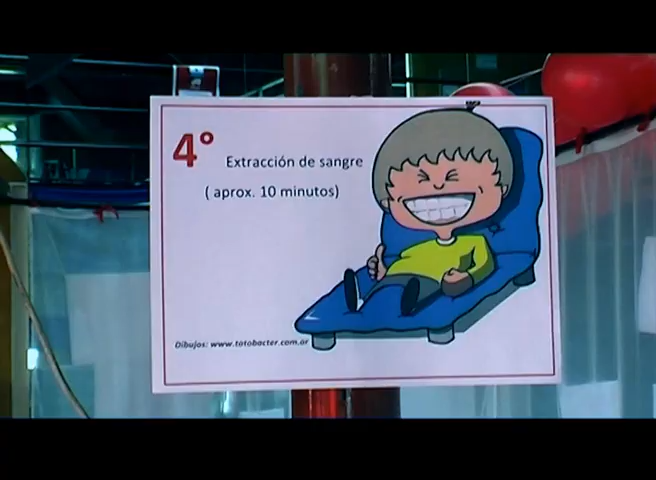 4°
Extracción de sangre
( aprox. 10 minutos)
Dibujos: www.totobacter.com.ar